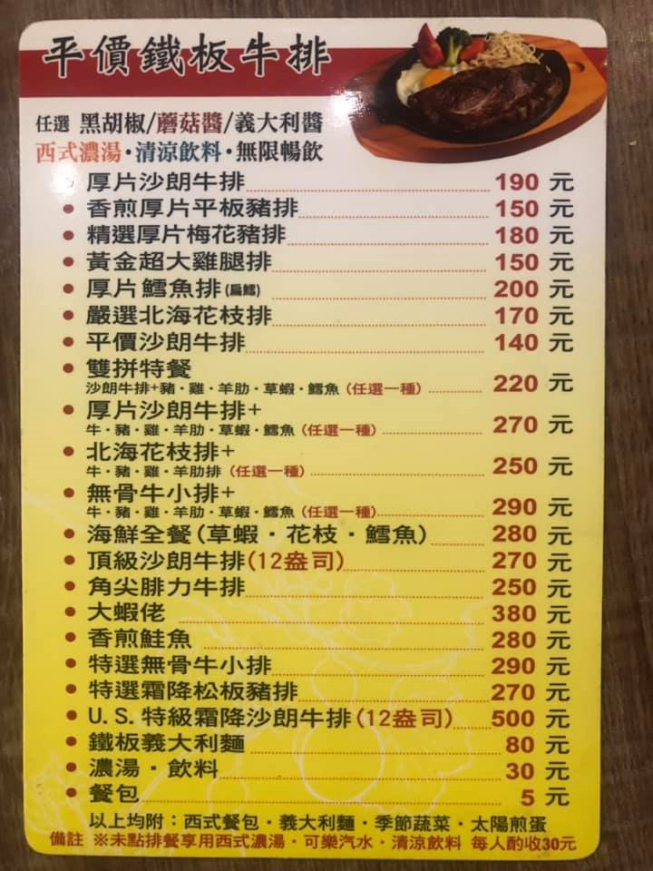 平價鐵板牛排
任選 黑胡椒/蘑菇醬/義大利醬
西式濃湯·清涼飲料·無限暢飲
● 厚片沙朗牛排 190 元
● 香煎厚片平板豬排 150 元
● 精選厚片梅花豬排 180 元
● 黃金超大雞腿排 150 元
● 厚片鱈魚排(扁鱈) 200 元
● 嚴選北海花枝排 170 元
● 平價沙朗牛排 140 元
● 雙拼特餐
沙朗牛排+豬·雞·羊肋·草蝦·鱈魚(任選一種) 220 元
● 厚片沙朗牛排+
牛·豬·雞·羊肋·草蝦·鱈魚(任選一種) 270 元
● 北海花枝排+
牛·豬·雞·羊肋排(任選一種) 250 元
● 無骨牛小排+
牛·豬·雞·羊肋·草蝦·鱈魚(任選一種) 290 元
● 海鮮全餐(草蝦·花枝·鱈魚) 280 元
● 頂級沙朗牛排(12盎司) 270 元
● 角尖腓力牛排 250 元
● 大蝦佬 380 元
● 香煎鮭魚 280 元
● 特選無骨牛小排 290 元
● 特選霜降松板豬排 270 元
● U.S.特級霜降沙朗牛排(12盎司) 500 元
● 鐵板義大利麵 80 元
● 濃湯·飲料 30 元
● 餐包 5 元
以上均附：西式餐包·義大利麵·季節蔬菜·太陽煎蛋
備註 ※未點排餐享用西式濃湯·可樂汽水·清涼飲料 每人酌收30元